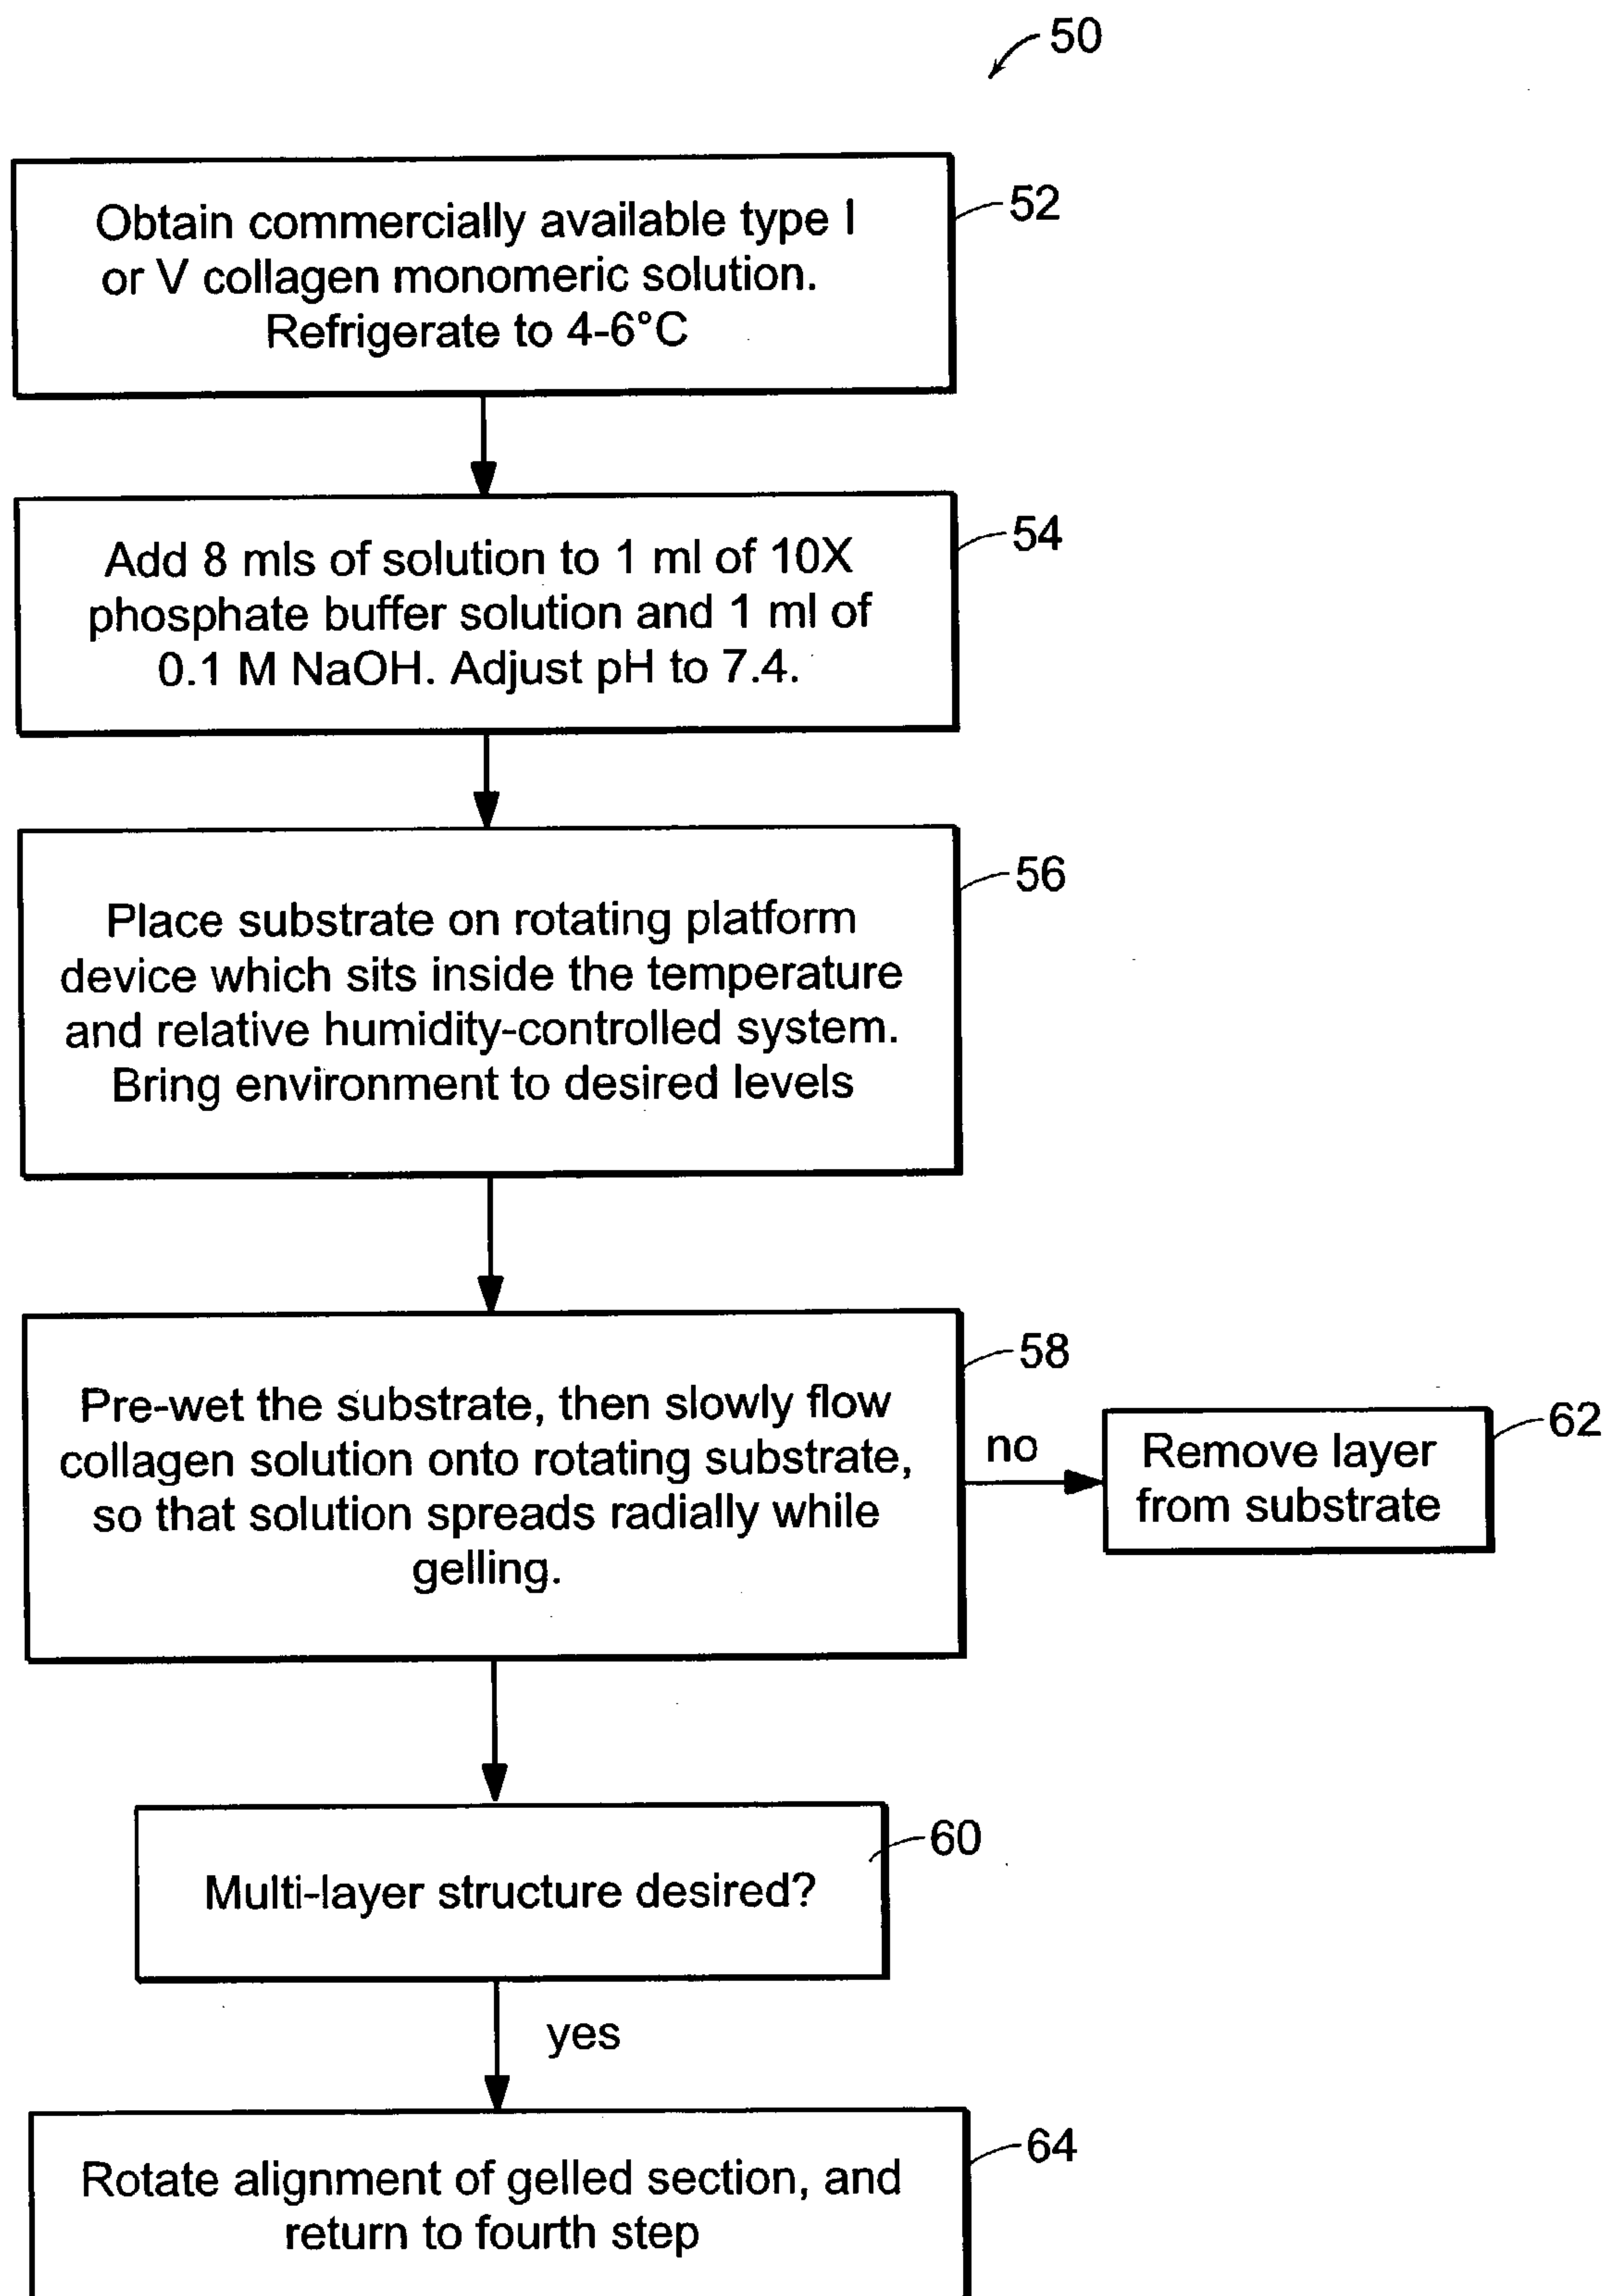 50
Obtain commercially available type I
or V collagen monomeric solution.
Refrigerate to 4-6°C
52
Add 8 mls of solution to 1 ml of 10X
phosphate buffer solution and 1 ml of
0.1 M NaOH. Adjust pH to 7.4.
54
Place substrate on rotating platform
device which sits inside the temperature
and relative humidity-controlled system.
Bring environment to desired levels
56
Pre-wet the substrate, then slowly flow
collagen solution onto rotating substrate,
so that solution spreads radially while
gelling.
58
no
Remove layer
from substrate
62
Multi-layer structure desired?
60
yes
Rotate alignment of gelled section, and
return to fourth step
64